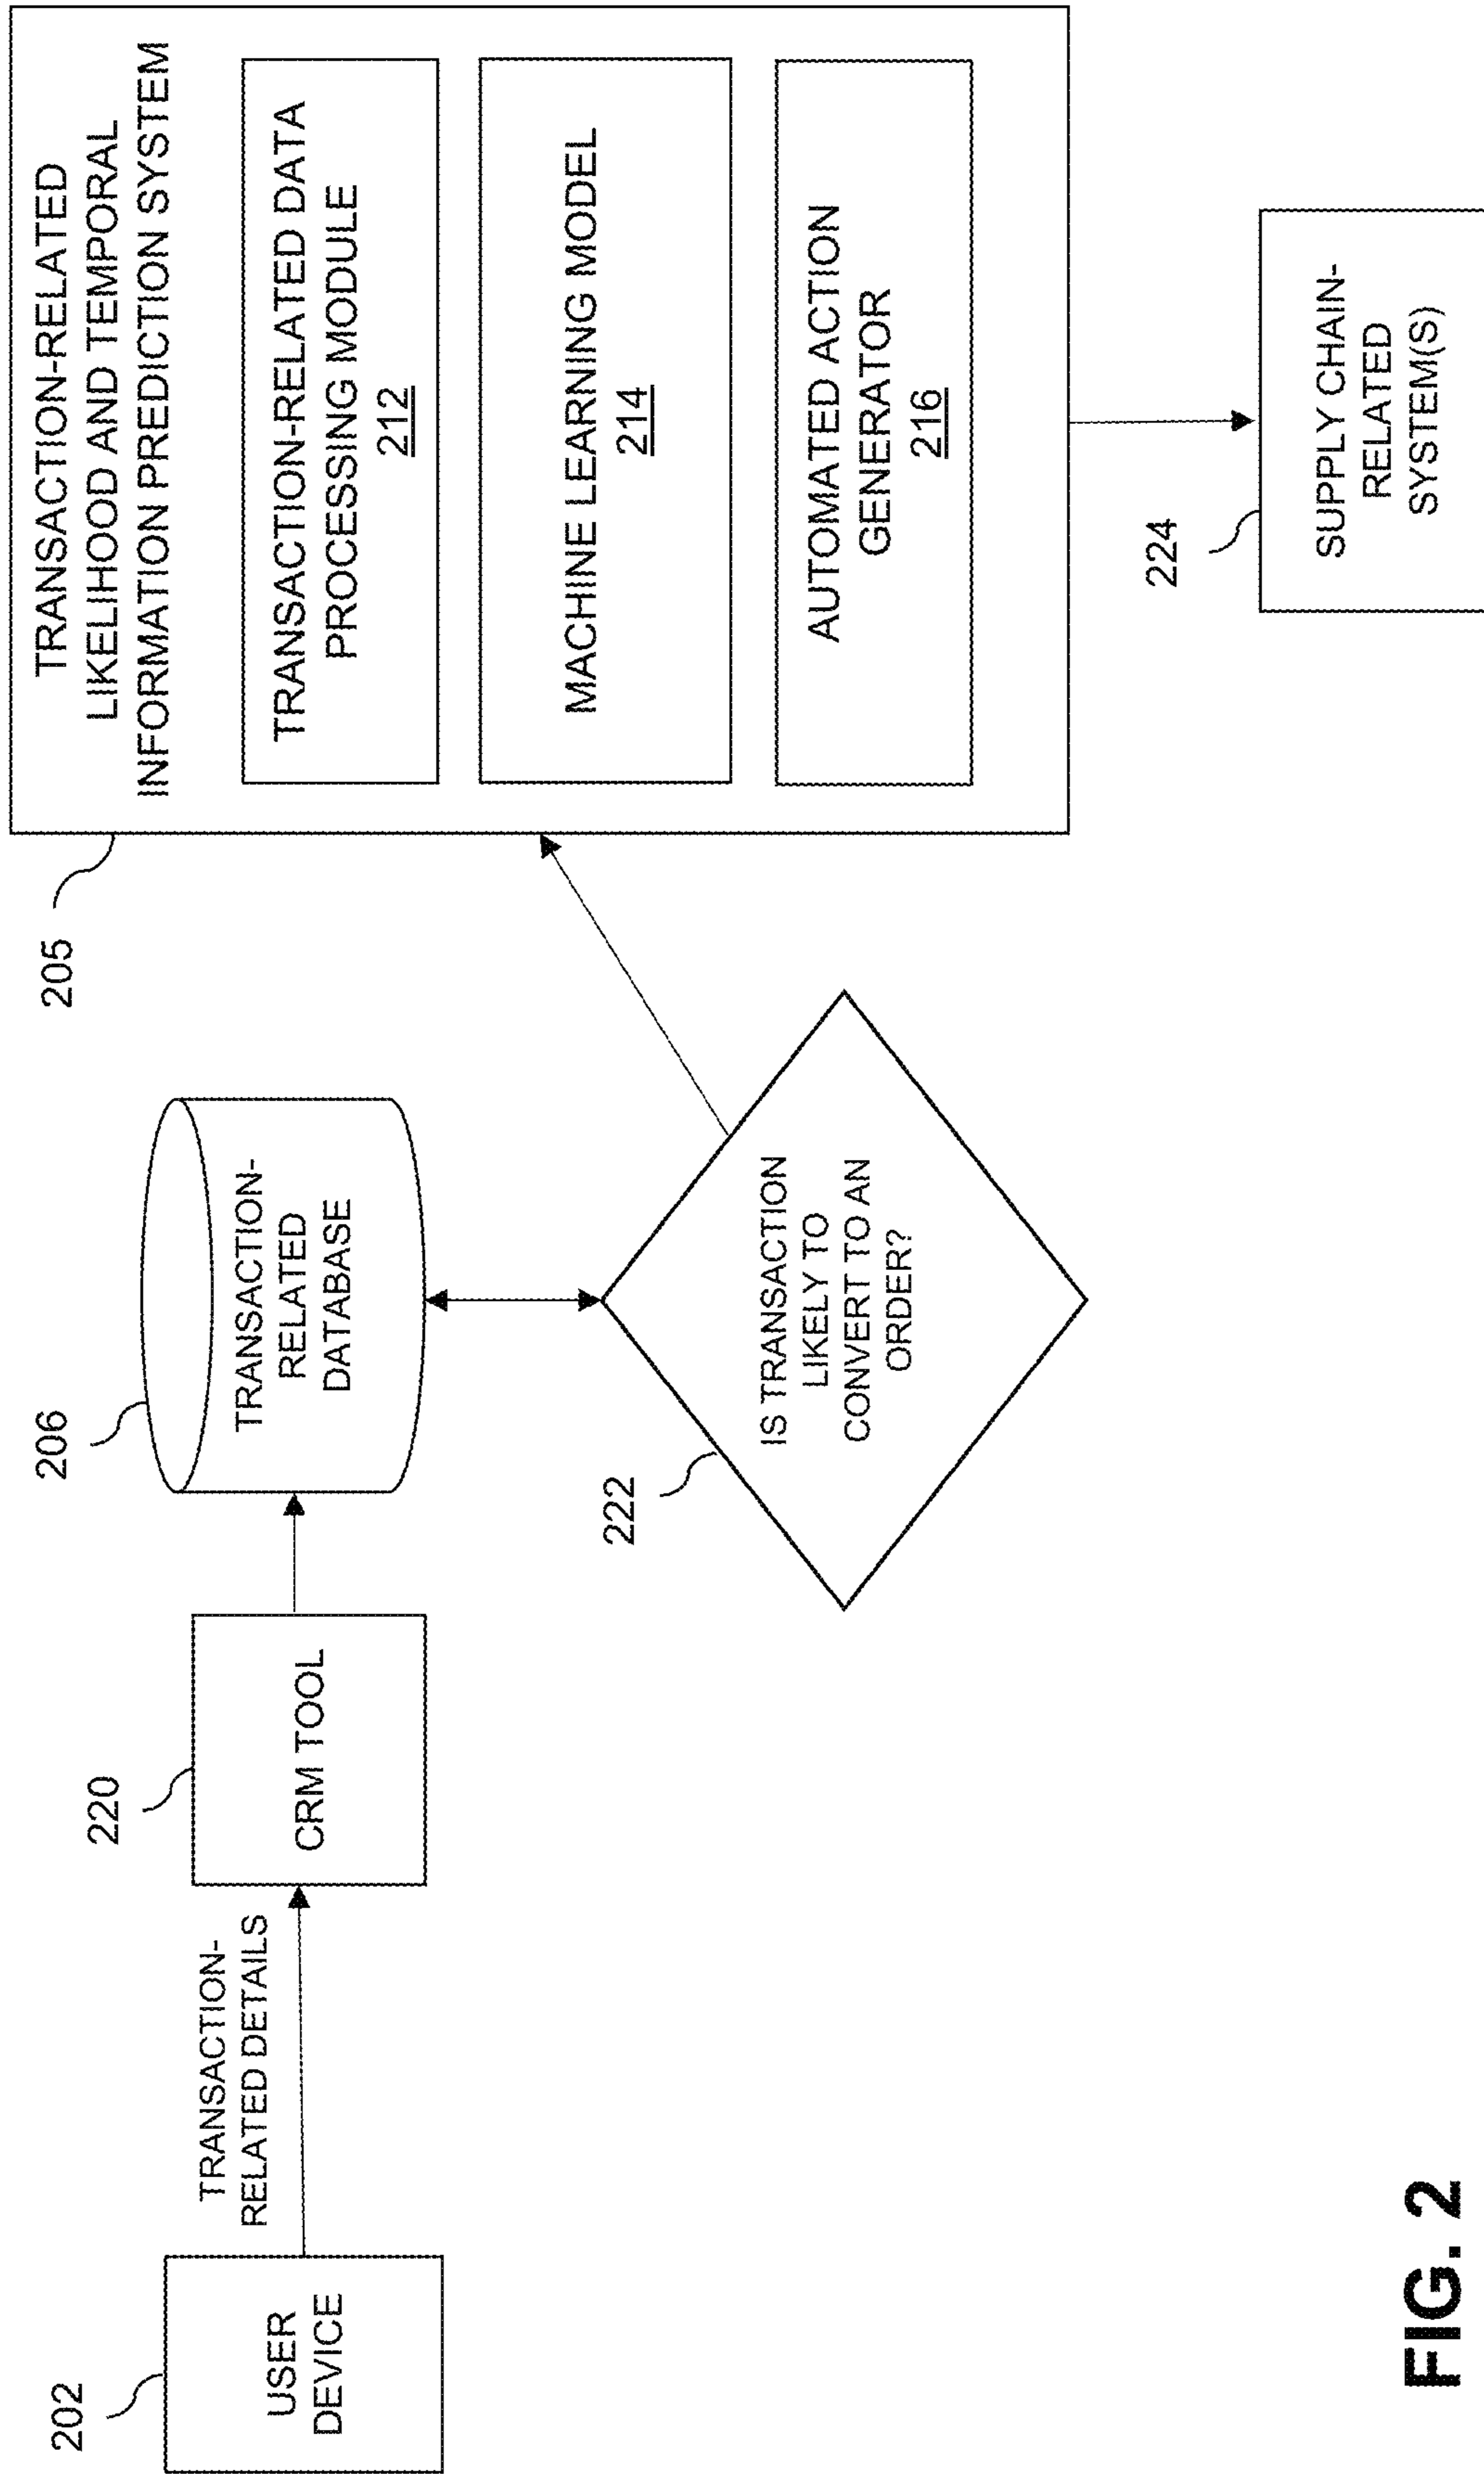 202
USER
DEVICE
TRANSACTION-
RELATED DETAILS
220
CRM TOOL
206
TRANSACTION-
RELATED
DATABASE
222
IS TRANSACTION
LIKELY TO
CONVERT TO AN
ORDER?
205
TRANSACTION-RELATED
LIKELIHOOD AND TEMPORAL
INFORMATION PREDICTION SYSTEM
TRANSACTION-RELATED DATA
PROCESSING MODULE
212
MACHINE LEARNING MODEL
214
AUTOMATED ACTION
GENERATOR
216
224
SUPPLY CHAIN-
RELATED
SYSTEM(S)
FIG. 2